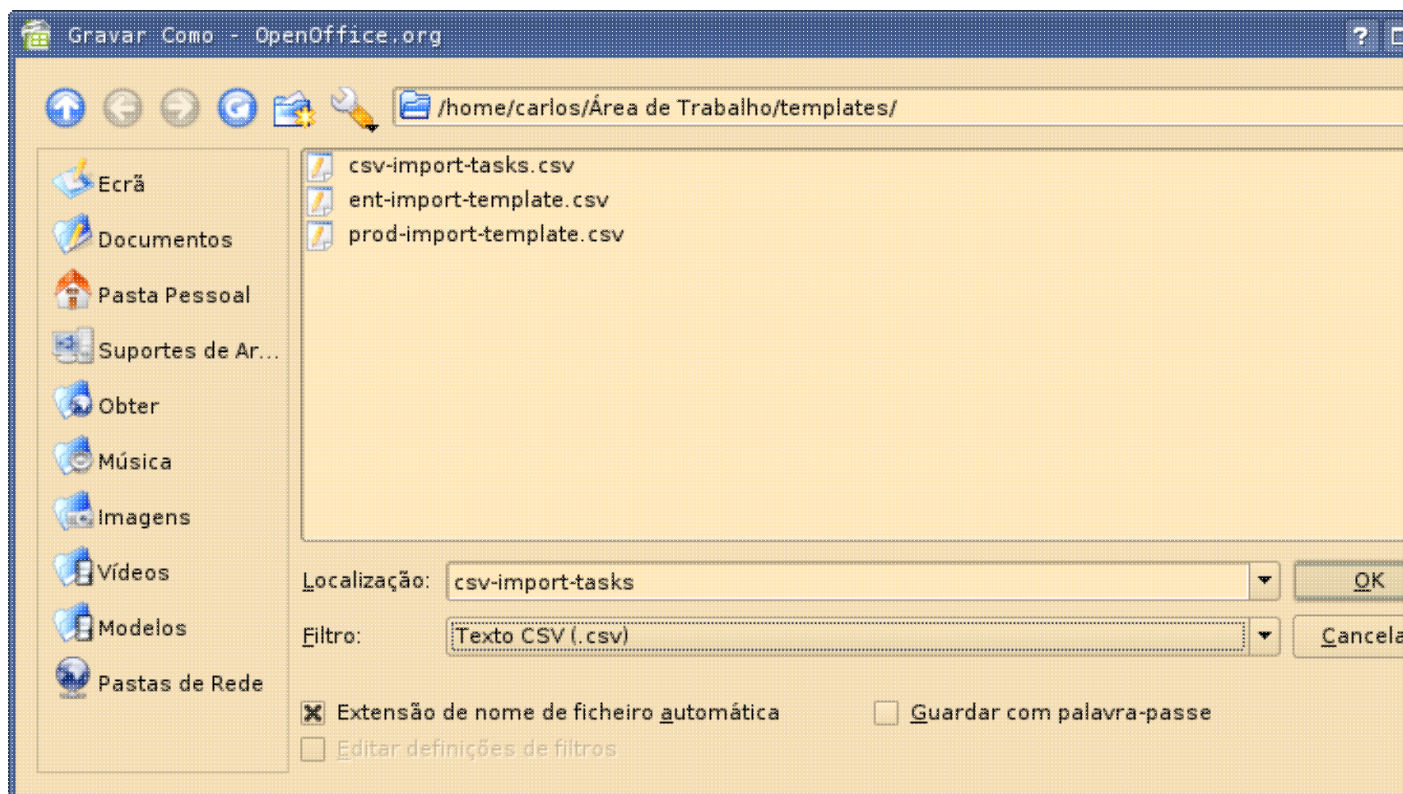 Gravar Como - OpenOffice.org
?
/home/carlos/Área de Trabalho/templates/
Ecrã
Documentos
Pasta Pessoal
Suportes de Ar...
Obter
Música
Imagens
Vídeos
Modelos
Pastas de Rede
csv-import-tasks.csv
ent-import-template.csv
prod-import-template.csv
Localização: csv-import-tasks OK
Filtro: Texto CSV (.csv) Cancela
Extensão de nome de ficheiro automática Guardar com palavra-passe
Editar definições de filtros